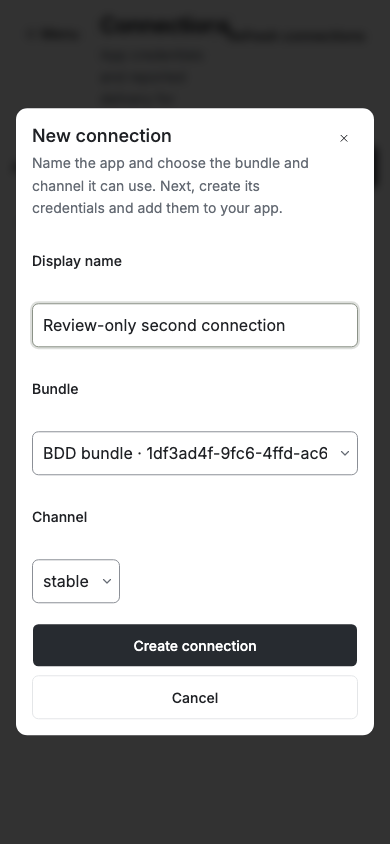 Connections
New connection
×
Name the app and choose the bundle and
channel it can use. Next, create its
credentials and add them to your app.
Display name
Review-only second connection
Bundle
BDD bundle · 1df3ad4f-9fc6-4ffd-ac6
Channel
stable
Create connection
Cancel